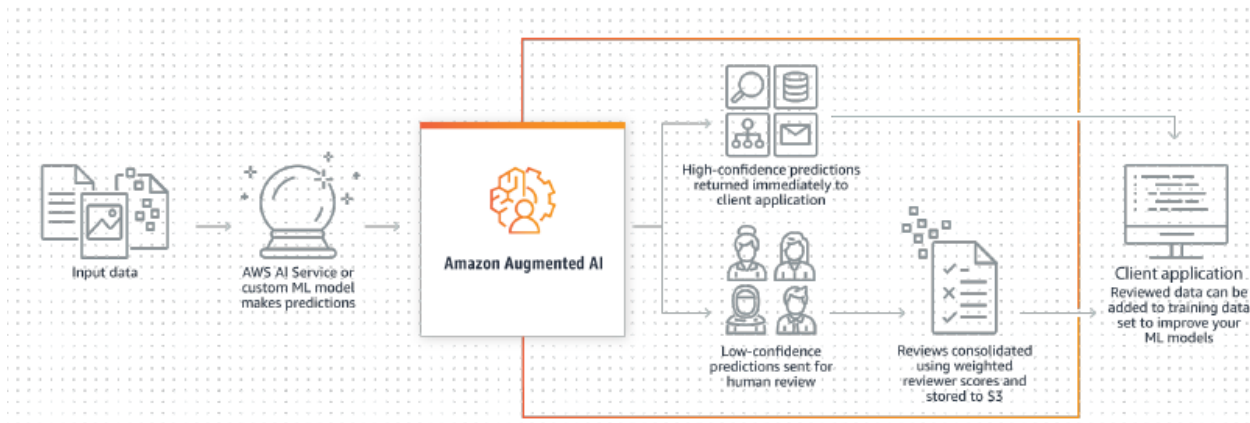 Input data
AWS AI Service or
custom ML model
makes predictions
Amazon Augmented AI
High-confidence predictions
returned immediately to
client application
Low-confidence
predictions sent for
human review
Reviews consolidated
using weighted
reviewer scores and
stored to S3
Client application
Reviewed data can be
added to training data
set to improve your
ML models